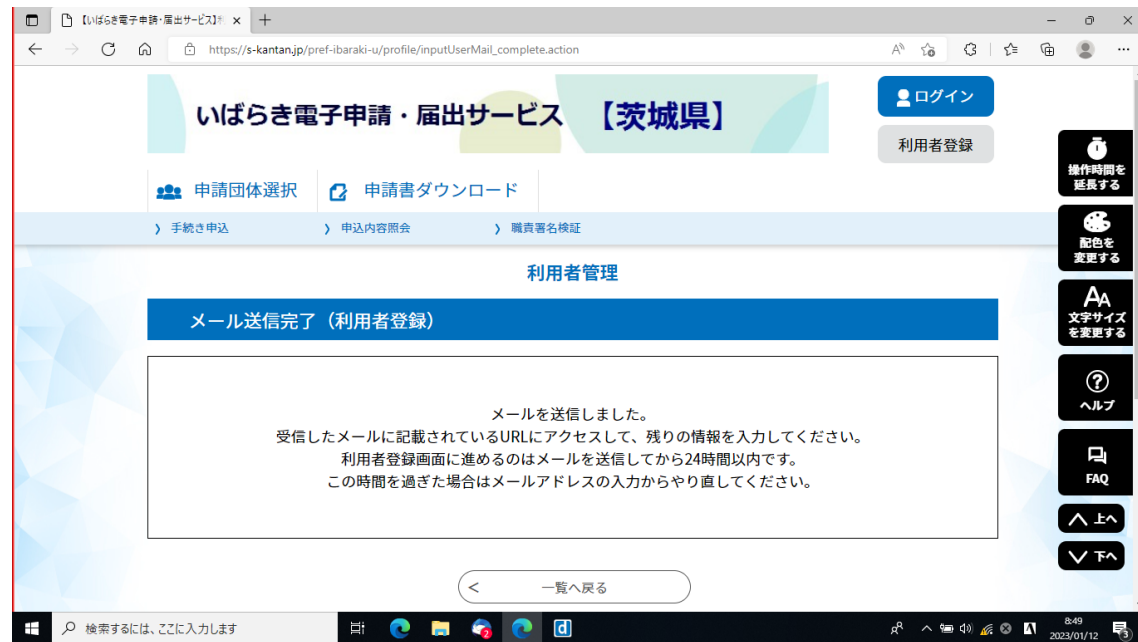 【いばらき電子申請・届出サービス】
https://s-kantan.jp/pref-ibaraki-u/profile/inputUserMail_complete.action
いばらき電子申請・届出サービス 【茨城県】
ログイン
利用者登録
申請団体選択
申請書ダウンロード
手続き申込
申込内容照会
職責署名検証
利用者管理
メール送信完了（利用者登録）
メールを送信しました。
受信したメールに記載されているURLにアクセスして、残りの情報を入力してください。
利用者登録画面に進めるのはメールを送信してから24時間以内です。
この時間を過ぎた場合はメールアドレスの入力からやり直してください。
一覧へ戻る
操作時間を
延長する
配色を
変更する
文字サイズ
を変更する
ヘルプ
FAQ
上へ
下へ
検索するには、ここに入力します
8:49
2023/01/12